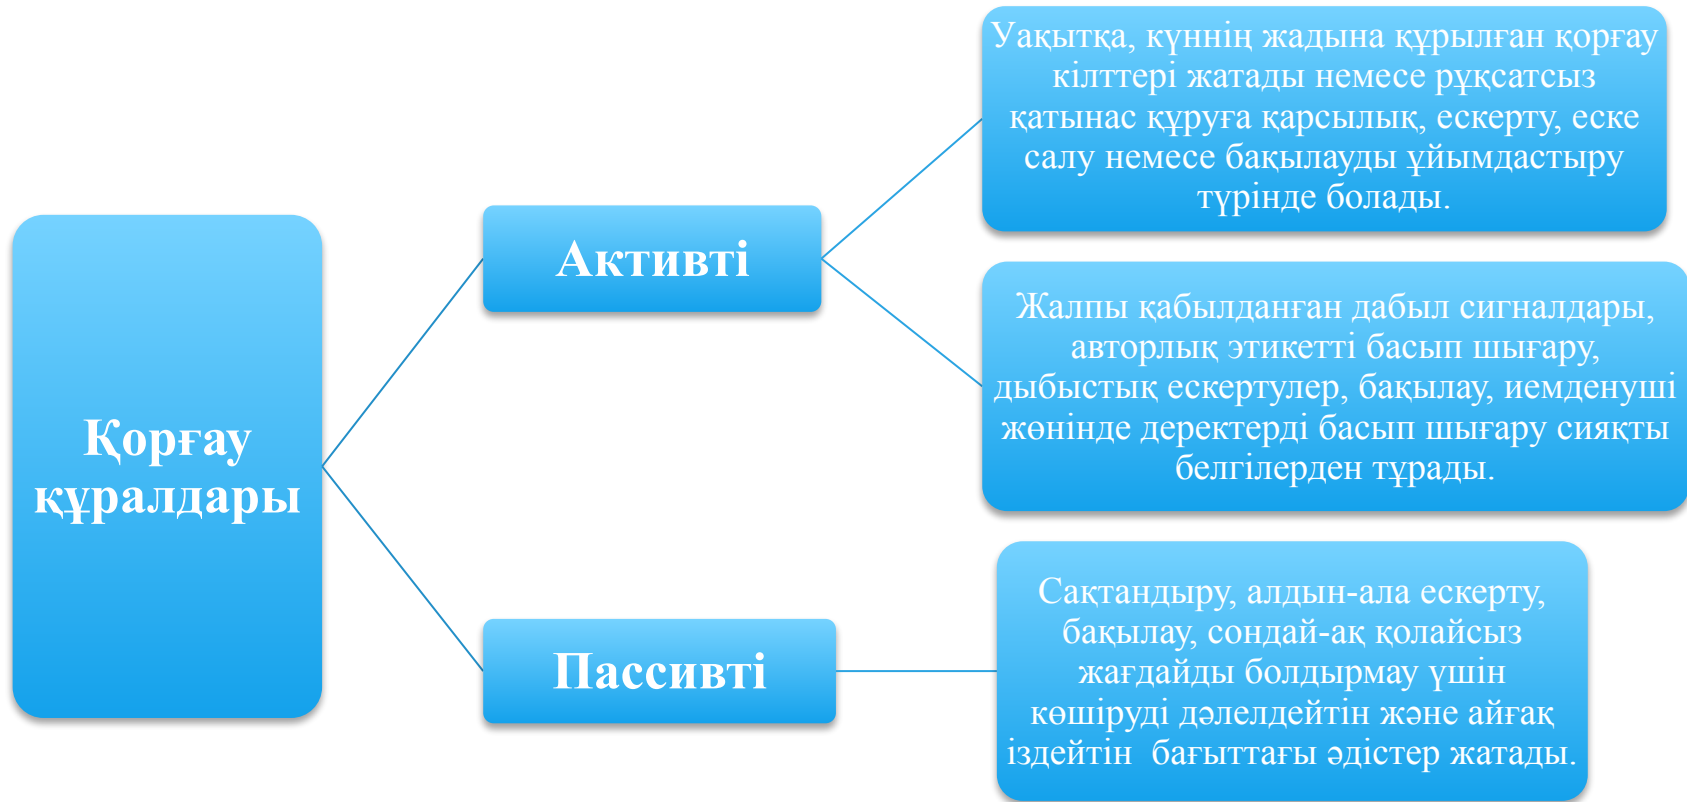 Қорғау
құралдары
Активті
Уақытқа, күннің жадына құрылған қорғау
кілттері жатады немесе рұқсатсыз
қатынас құруға қарсылық, ескерту, еске
салу немесе бақылауды ұйымдастыру
түрінде болады.
Жалпы қабылданған дабыл сигналдары,
авторлық этикетті басып шығару,
дыбыстық ескертулер, бақылау, иемденуші
жөнінде деректерді басып шығару сияқты
белгілерден тұрады.
Пассивті
Сақтандыру, алдын-ала ескерту,
бақылау, сондай-ақ қолайсыз
жағдайды болдырмау үшін
көшіруді дәлелдейтін және айғақ
іздейтін  бағыттағы әдістер жатады.